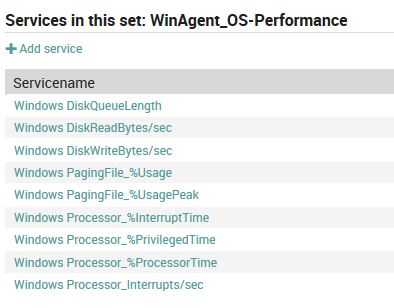 Services in this set: WinAgent_OS-Performance
+ Add service
Servicename
Windows DiskQueueLength
Windows DiskReadBytes/sec
Windows DiskWriteBytes/sec
Windows PagingFile_%Usage
Windows PagingFile_%UsagePeak
Windows Processor_%InterruptTime
Windows Processor_%PrivilegedTime
Windows Processor_%ProcessorTime
Windows Processor_Interrupts/sec